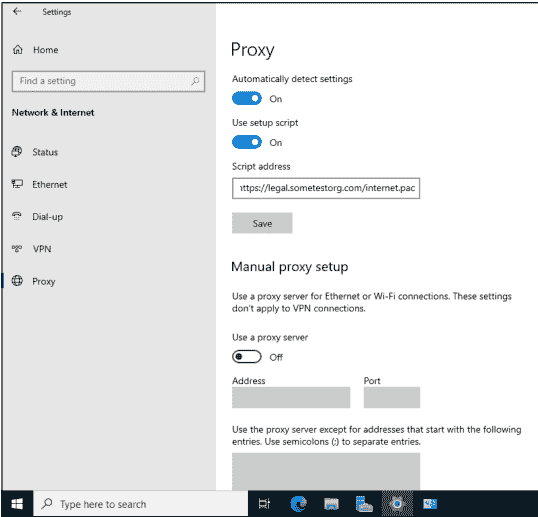 Settings
Home
Find a setting
Network & Internet
Status
Ethernet
Dial-up
VPN
Proxy
Proxy
Automatically detect settings
On
Use setup script
On
Script address
https://legal.sometestorg.com/internet.pac
Save
Manual proxy setup
Use a proxy server for Ethernet or Wi-Fi connections. These settings
don't apply to VPN connections.
Use a proxy server
Off
Address Port
Use the proxy server except for addresses that start with the following
entries. Use semicolons (;) to separate entries.
Type here to search